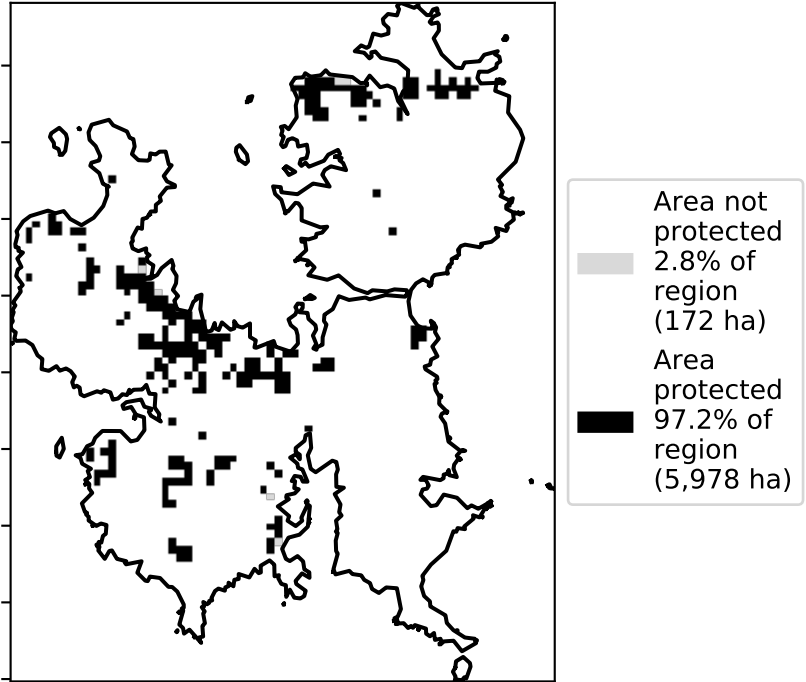 Area not
protected
2.8% of
region
(172 ha)
Area
protected
97.2% of
region
(5,978 ha)